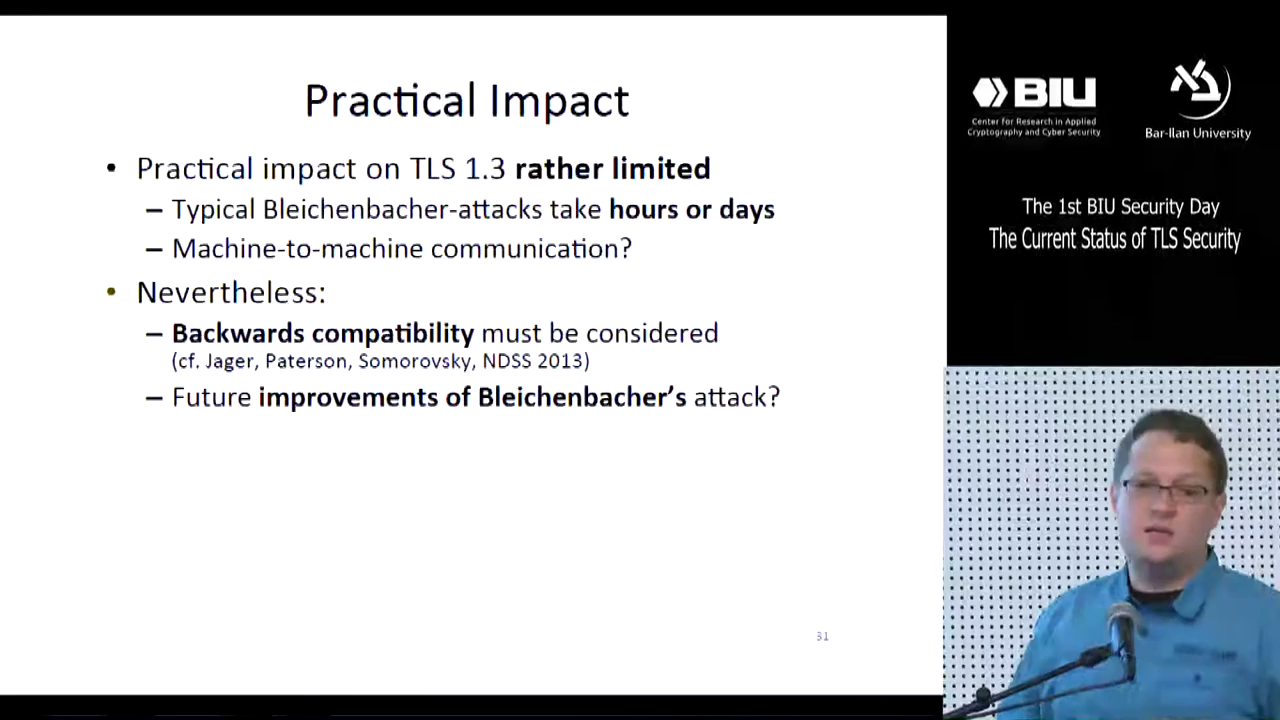 Practical Impact
• Practical impact on TLS 1.3 rather limited
– Typical Bleichenbacher-attacks take hours or days
– Machine-to-machine communication?
• Nevertheless:
– Backwards compatibility must be considered
(cf. Jager, Paterson, Somorovsky, NDSS 2013)
– Future improvements of Bleichenbacher's attack?
31
BIU
Center for Research in Applied
Cryptography and Cyber Security
Bar-Ilan University
The 1st BIU Security Day
The Current Status of TLS Security